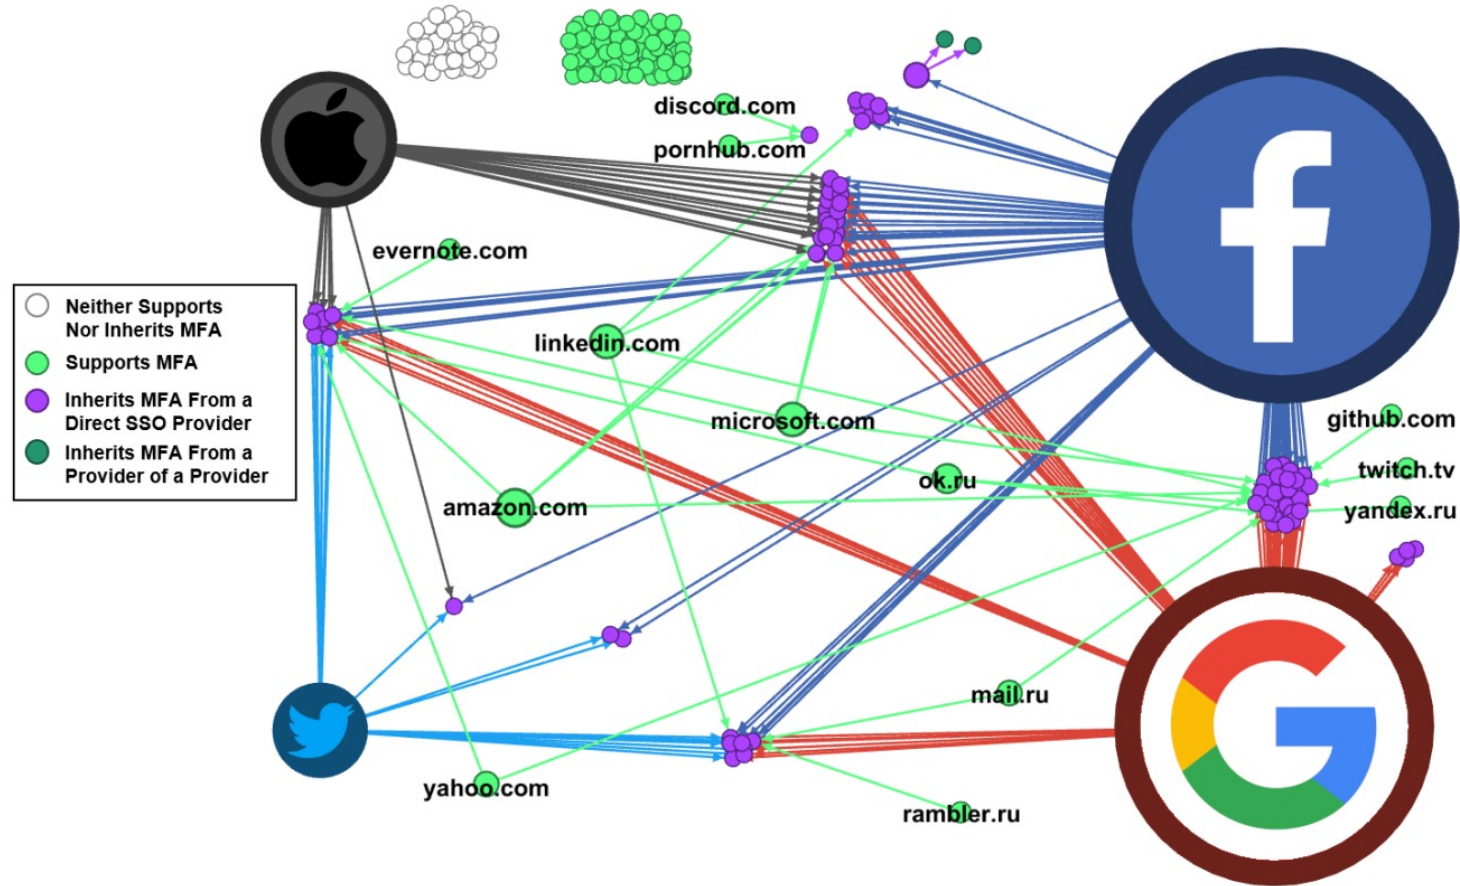 discord.com
pornhub.com
evernote.com
Neither Supports
Nor Inherits MFA
Supports MFA
Inherits MFA From a
Direct SSO Provider
Inherits MFA From a
Provider of a Provider
linkedin.com
microsoft.com
github.com
ok.ru
twitch.tv
amazon.com
yandex.ru
mail.ru
yahoo.com
rambler.ru